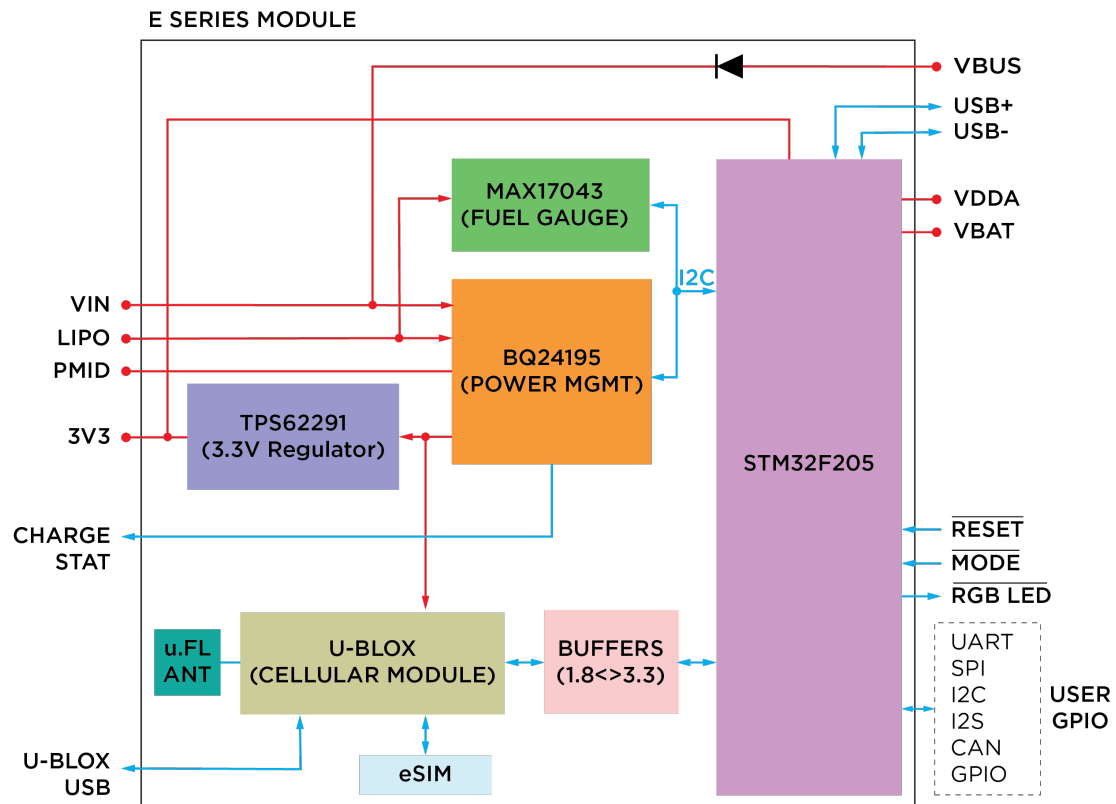 E SERIES MODULE
VBUS
USB+
USB-
MAX17043
(FUEL GAUGE)
VDDA
VBAT
I2C
VIN
LIPO
PMID
BQ24195
(POWER MGMT)
3V3
TPS62291
(3.3V Regulator)
STM32F205
CHARGE
STAT
RESET
MODE
RGB LED
u.FL
ANT
U-BLOX
(CELLULAR MODULE)
BUFFERS
(1.8<>3.3)
UART
SPI
I2C
I2S
CAN
GPIO
USER
GPIO
U-BLOX
USB
eSIM